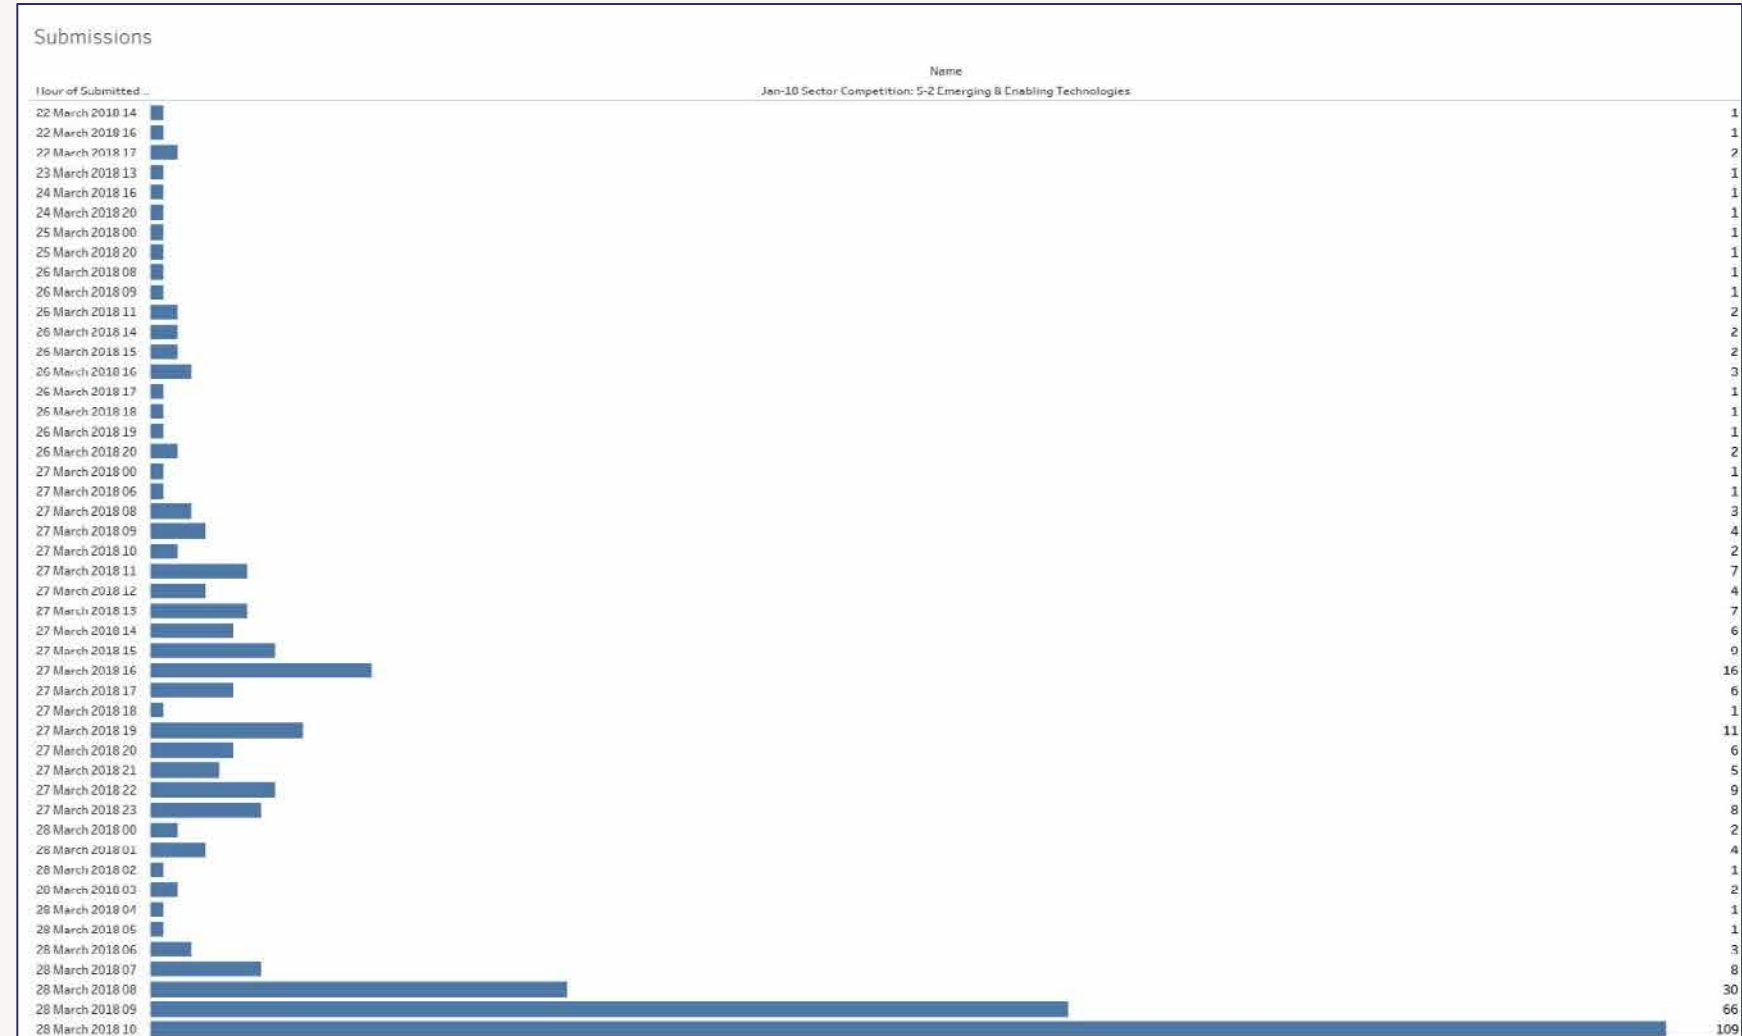 Submissions
Name
Hour of Submitted ...
Jan-18 Sector Competition: S-2 Emerging & Enabling Technologies
22 March 2018 14 1
22 March 2018 16 1
22 March 2018 17 2
23 March 2018 13 1
24 March 2018 16 1
24 March 2018 20 1
25 March 2018 00 1
25 March 2018 20 1
26 March 2018 08 1
26 March 2018 09 1
26 March 2018 11 2
26 March 2018 14 2
26 March 2018 15 2
26 March 2018 16 3
26 March 2018 17 1
26 March 2018 18 1
26 March 2018 19 1
26 March 2018 20 2
27 March 2018 00 1
27 March 2018 06 1
27 March 2018 08 3
27 March 2018 09 4
27 March 2018 10 2
27 March 2018 11 7
27 March 2018 12 4
27 March 2018 13 7
27 March 2018 14 6
27 March 2018 15 9
27 March 2018 16 16
27 March 2018 17 6
27 March 2018 18 1
27 March 2018 19 11
27 March 2018 20 6
27 March 2018 21 5
27 March 2018 22 9
27 March 2018 23 8
28 March 2018 00 2
28 March 2018 01 4
28 March 2018 02 1
28 March 2018 03 2
28 March 2018 04 1
28 March 2018 05 1
28 March 2018 06 3
28 March 2018 07 8
28 March 2018 08 30
28 March 2018 09 66
28 March 2018 10 109